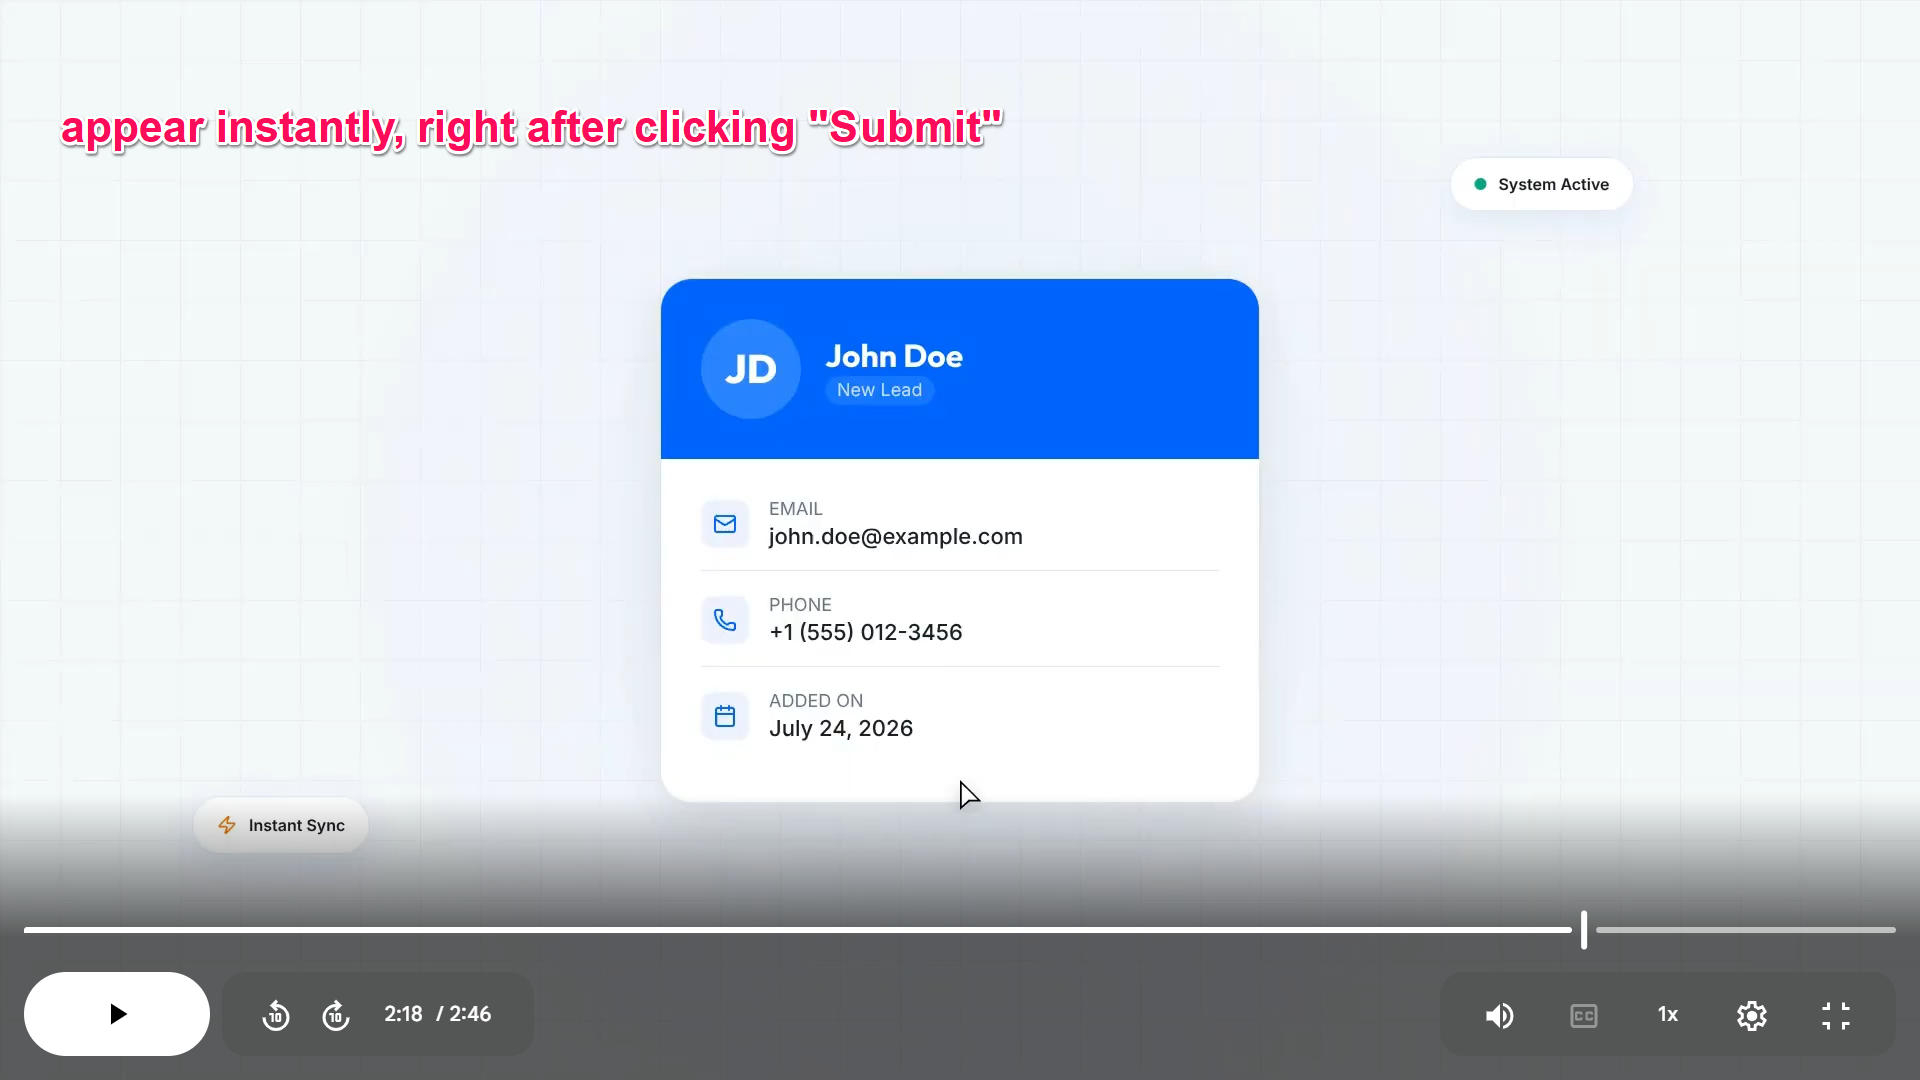 appear instantly, right after clicking "Submit"
System Active
JD
John Doe
New Lead
EMAIL
john.doe@example.com
PHONE
+1 (555) 012-3456
ADDED ON
July 24, 2026
Instant Sync
10
10
2:18 / 2:46
CC
1x